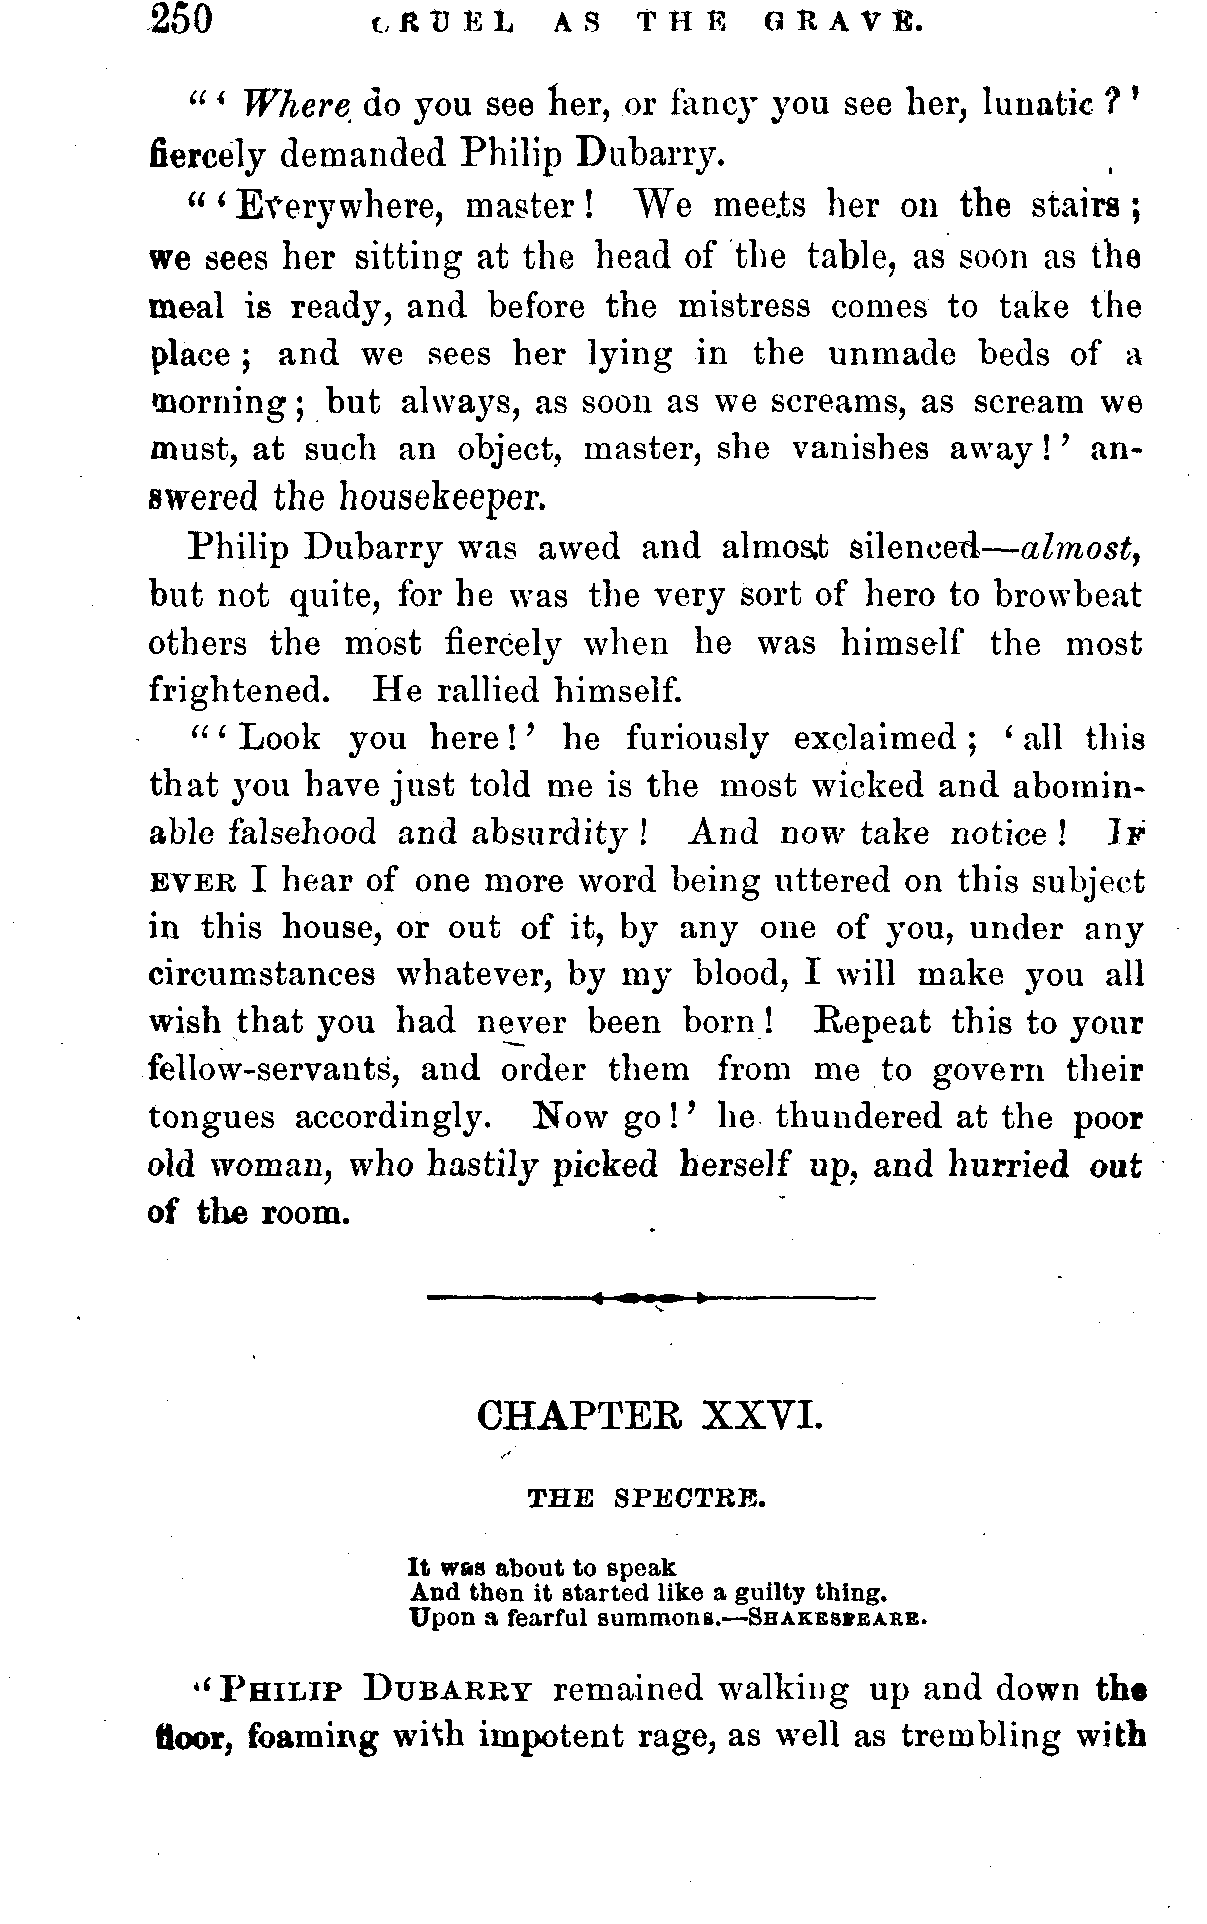 250 CRUEL AS THE GRAVE.
"' Where do you see her, or fancy you see her, lunatic?'
fiercely demanded Philip Dubarry.
"'Everywhere, master! We meets her on the stairs;
we sees her sitting at the head of the table, as soon as the
meal is ready, and before the mistress comes to take the
place; and we sees her lying in the unmade beds of a
morning; but always, as soon as we screams, as scream we
must, at such an object, master, she vanishes away!' an-
swered the housekeeper.
Philip Dubarry was awed and almost silenced—almost,
but not quite, for he was the very sort of hero to browbeat
others the most fiercely when he was himself the most
frightened. He rallied himself.
"'Look you here!' he furiously exclaimed; 'all this
that you have just told me is the most wicked and abomin-
able falsehood and absurdity! And now take notice! IF
EVER I hear of one more word being uttered on this subject
in this house, or out of it, by any one of you, under any
circumstances whatever, by my blood, I will make you all
wish that you had never been born! Repeat this to your
fellow-servants, and order them from me to govern their
tongues accordingly. Now go!' he thundered at the poor
old woman, who hastily picked herself up, and hurried out
of the room.
CHAPTER XXVI.
THE SPECTRE.
It was about to speak
And then it started like a guilty thing.
Upon a fearful summons.—SHAKESPEARE.
"PHILIP DUBARRY remained walking up and down the
floor, foaming with impotent rage, as well as trembling with